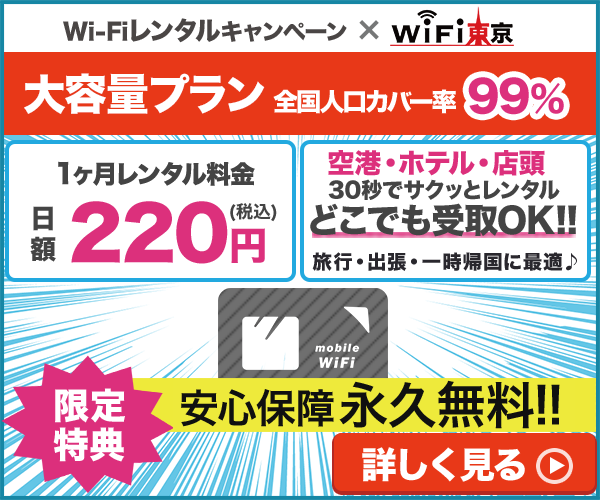 Wi-Fiレンタルキャンペーン × WiFi東京
大容量プラン 全国人口カバー率 99%
1ヶ月レンタル料金
日額 220円 (税込)
空港・ホテル・店頭
30秒でサクッとレンタル
どこでも受取OK!!
旅行・出張・一時帰国に最適♪
mobile
WiFi
限定
特典
安心保障 永久無料!!
詳しく見る